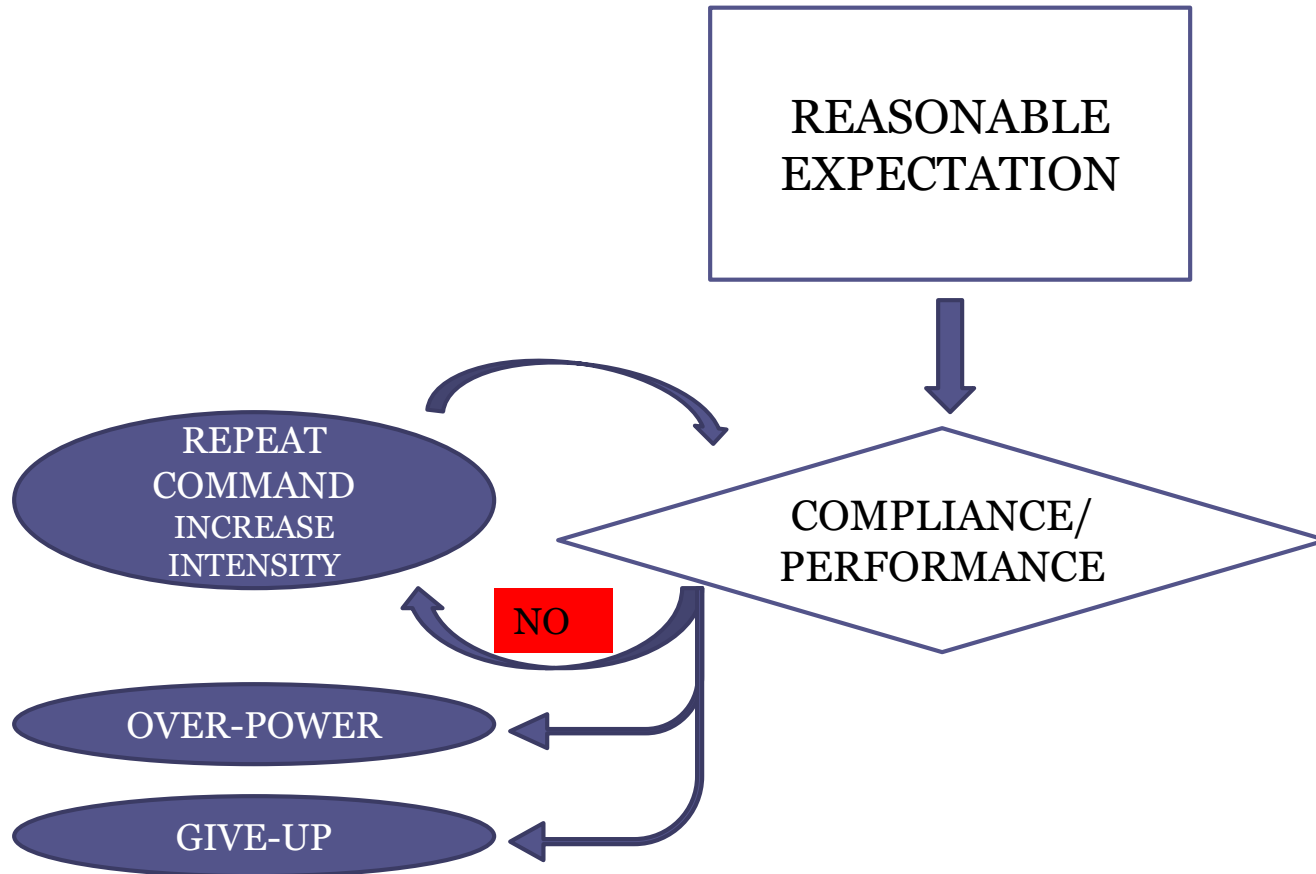 REASONABLE
EXPECTATION
REPEAT
COMMAND
INCREASE
INTENSITY
COMPLIANCE/
PERFORMANCE
NO
OVER-POWER
GIVE-UP